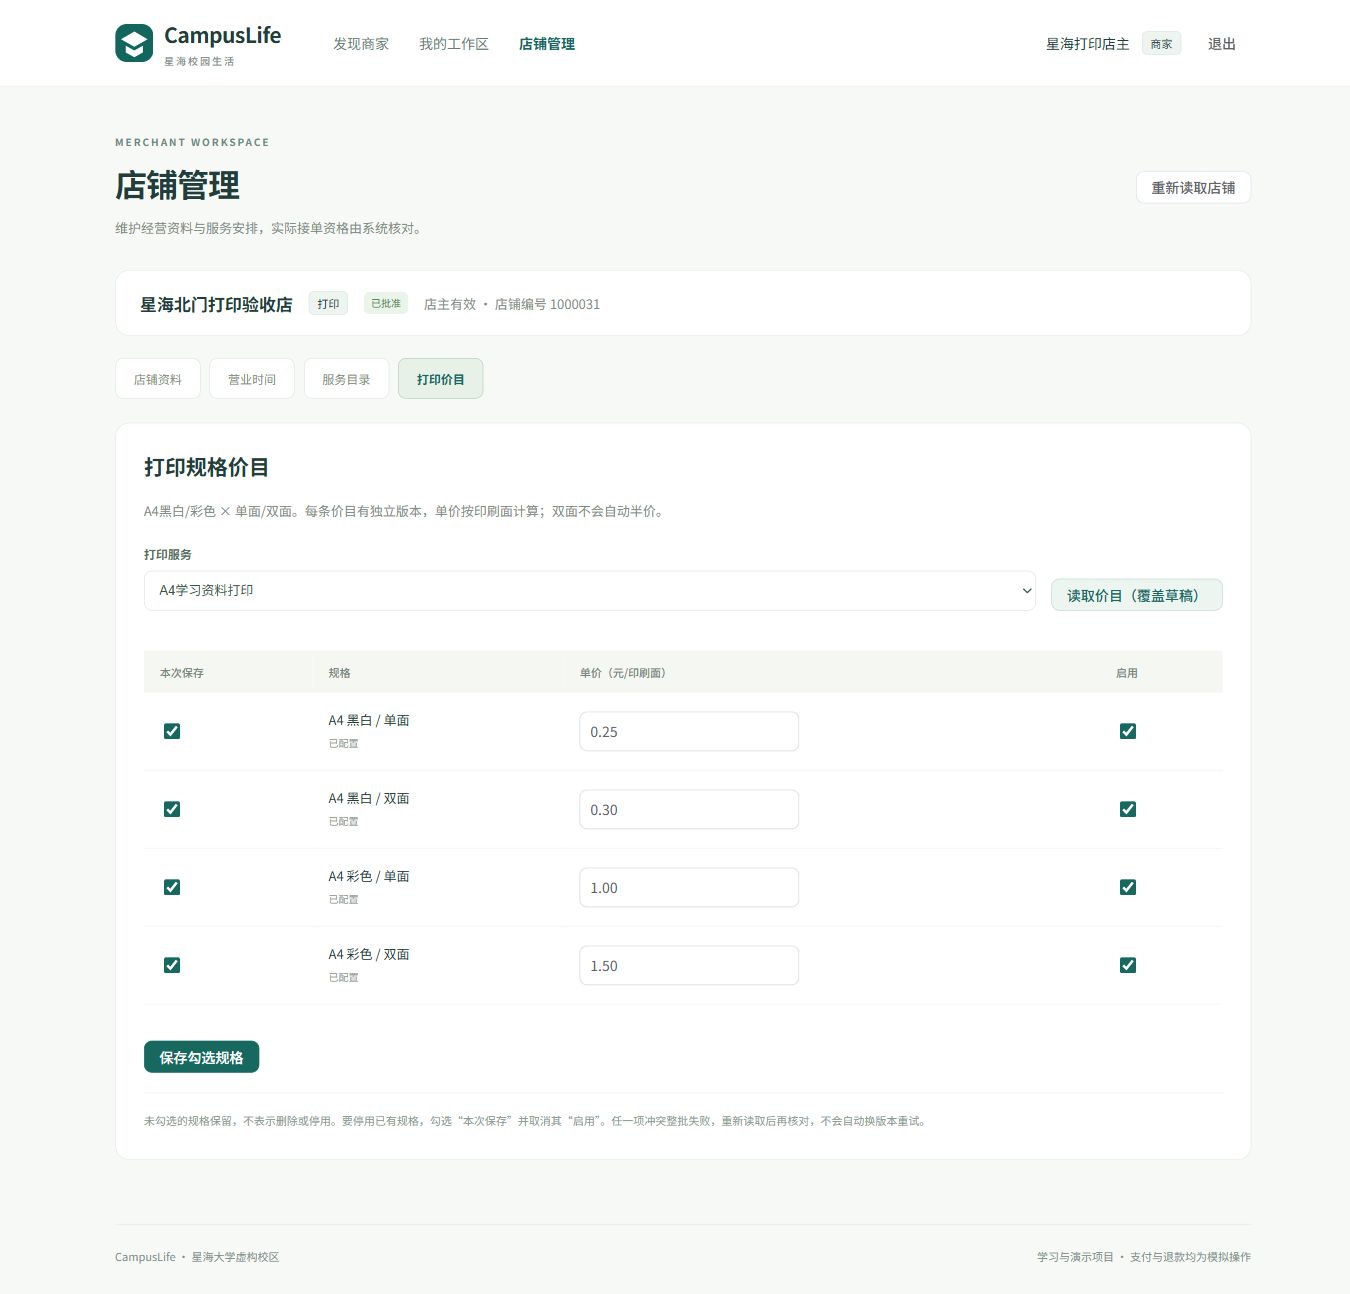 CampusLife
星海校园生活
发现商家
我的工作区
店铺管理
星海打印店主
商家
退出
MERCHANT WORKSPACE
店铺管理
重新读取店铺
维护经营资料与服务安排，实际接单资格由系统核对。
星海北门打印验收店
打印
已批准
店主有效 · 店铺编号 1000031
店铺资料
营业时间
服务目录
打印价目
打印规格价目
A4黑白/彩色 × 单面/双面。每条价目有独立版本，单价按印刷面计算；双面不会自动半价。
打印服务
A4学习资料打印
读取价目（覆盖草稿）
本次保存
规格
单价（元/印刷面）
启用
A4 黑白 / 单面
已配置
0.25
A4 黑白 / 双面
已配置
0.30
A4 彩色 / 单面
已配置
1.00
A4 彩色 / 双面
已配置
1.50
保存勾选规格
未勾选的规格保留，不表示删除或停用。要停用已有规格，勾选“本次保存”并取消其“启用”。任一项冲突整批失败，重新读取后再核对，不会自动换版本重试。
CampusLife · 星海大学虚构校区
学习与演示项目 · 支付与退款均为模拟操作